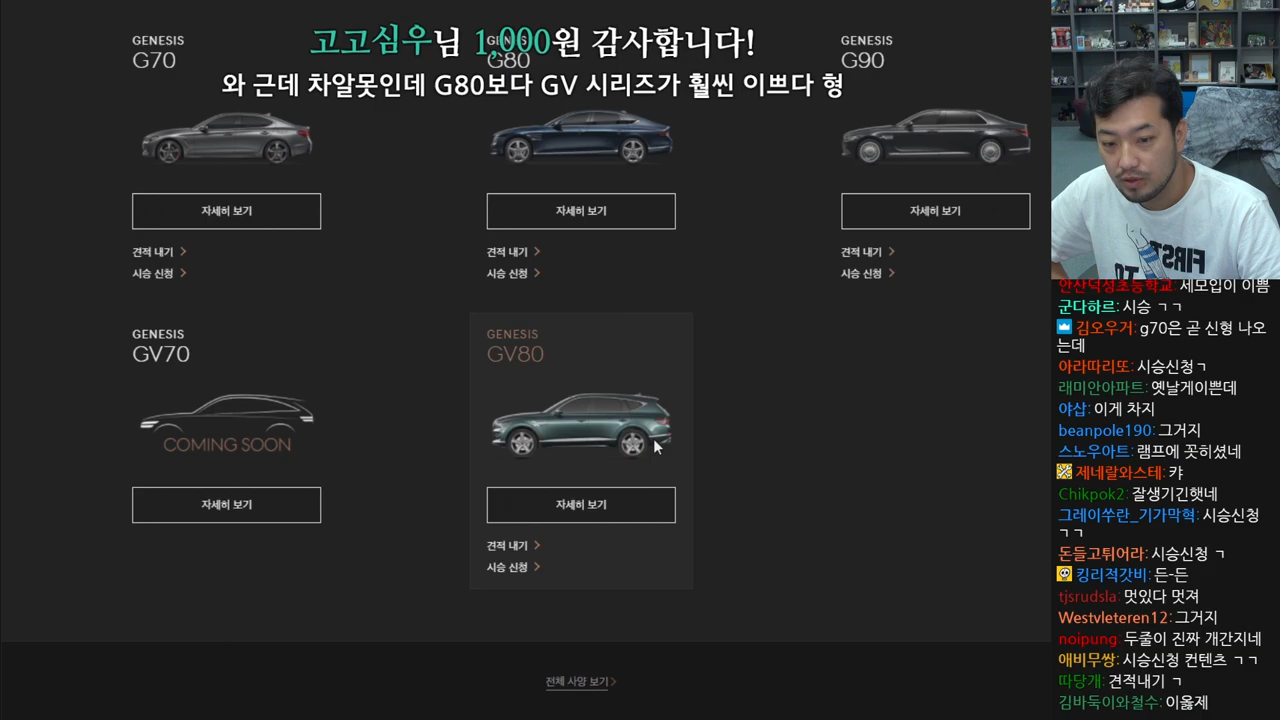 고고심우님 1,000원 감사합니다!
와 근데 차알못인데 G80보다 GV 시리즈가 훨씬 이쁘다 형
GENESIS
G70
자세히 보기
견적 내기
시승 신청
GENESIS
G80
자세히 보기
견적 내기
시승 신청
GENESIS
G90
자세히 보기
견적 내기
시승 신청
GENESIS
GV70
COMING SOON
자세히 보기
GENESIS
GV80
자세히 보기
견적 내기
시승 신청
전체 사양 보기
FIRST
TO
안산덕성초등학교: 세모입이 이쁨
군다하르: 시승 ㄱㄱ
김오우거: g70은 곧 신형 나오
는데
아라따리또: 시승신청ㄱ
래미안아파트: 옛날게이쁜데
야삽: 이게 차지
beanpole190: 그거지
스노우아트: 램프에 꽂히셨네
제네랄와스테: 캬
Chikpok2: 잘생기긴햇네
그레이쑤란_기가막혁: 시승신청
ㄱㄱ
돈들고튀어라: 시승신청 ㄱ
킹리적갓비: 든-든
tjsrudsla: 멋있다 멋져
Westvleteren12: 그거지
noipung: 두줄이 진짜 개간지네
애비무쌍: 시승신청 컨텐츠 ㄱㄱ
따당개: 견적내기 ㄱ
김바둑이와철수: 이옳제